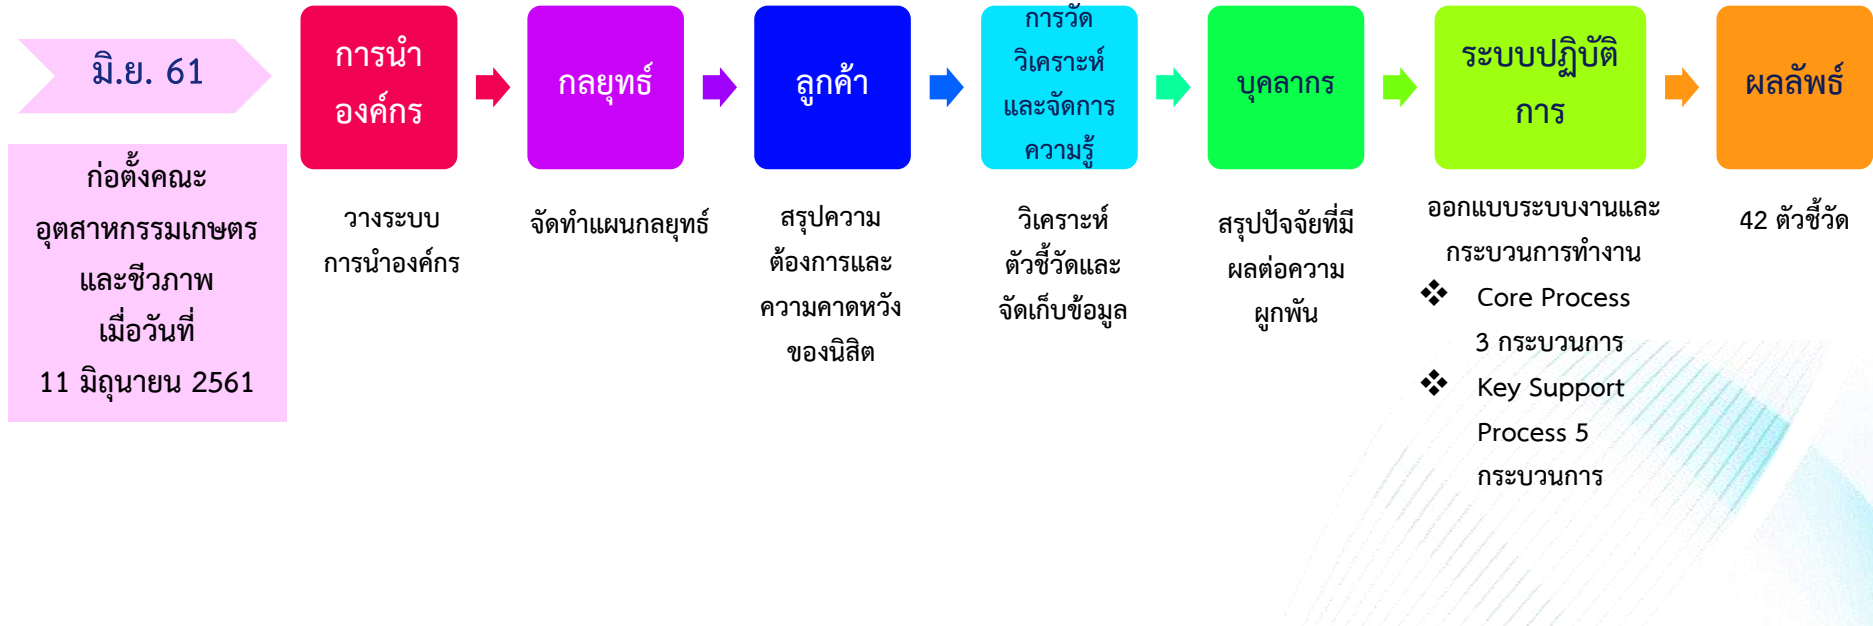 มิ.ย. 61
ก่อตั้งคณะ
อุตสาหกรรมเกษตร
และชีวภาพ
เมื่อวันที่
11 มิถุนายน 2561
การนำ
องค์กร
วางระบบ
การนำองค์กร
กลยุทธ์
จัดทำแผนกลยุทธ์
ลูกค้า
สรุปความ
ต้องการและ
ความคาดหวัง
ของนิสิต
การวัด
วิเคราะห์
และจัดการ
ความรู้
วิเคราะห์
ตัวชี้วัดและ
จัดเก็บข้อมูล
บุคลากร
สรุปปัจจัยที่มี
ผลต่อความ
ผูกพัน
ระบบปฏิบัติ
การ
ออกแบบระบบงานและ
กระบวนการทำงาน
❖ Core Process
3 กระบวนการ
❖ Key Support
Process 5
กระบวนการ
ผลลัพธ์
42 ตัวชี้วัด